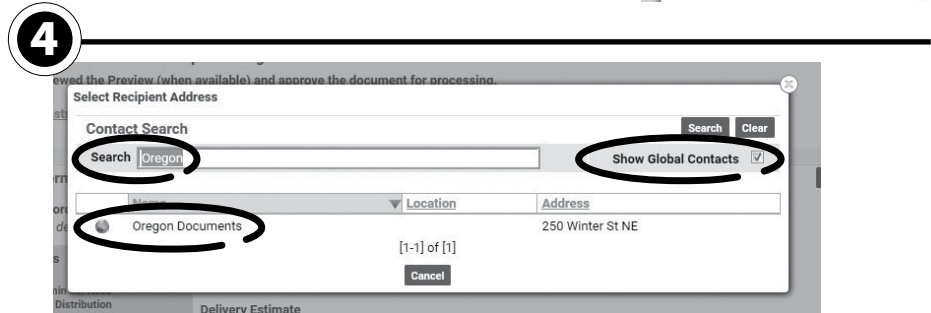 4
ewed the Preview (when available) and approve the document for processing.
Select Recipient Address
Contact Search
Search Clear
Search Oregon
Show Global Contacts
Name Location Address
Oregon Documents 250 Winter St NE
[1-1] of [1]
Cancel
Distribution
Delivery Estimate